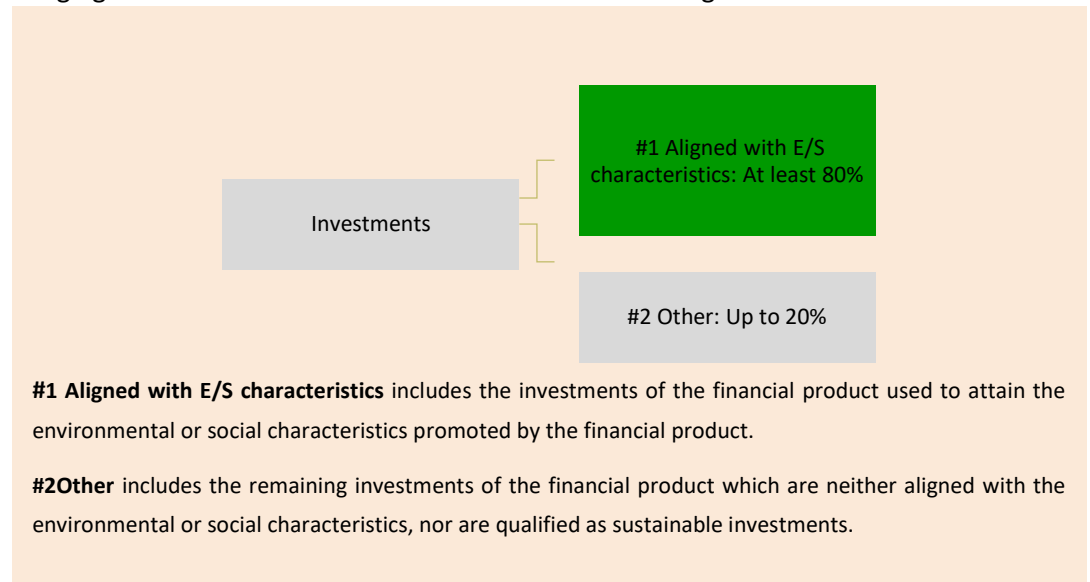 #1 Aligned with E/S
characteristics: At least 80%
Investments
#2 Other: Up to 20%
#1 Aligned with E/S characteristics includes the investments of the financial product used to attain the
environmental or social characteristics promoted by the financial product.
#2Other includes the remaining investments of the financial product which are neither aligned with the
environmental or social characteristics, nor are qualified as sustainable investments.